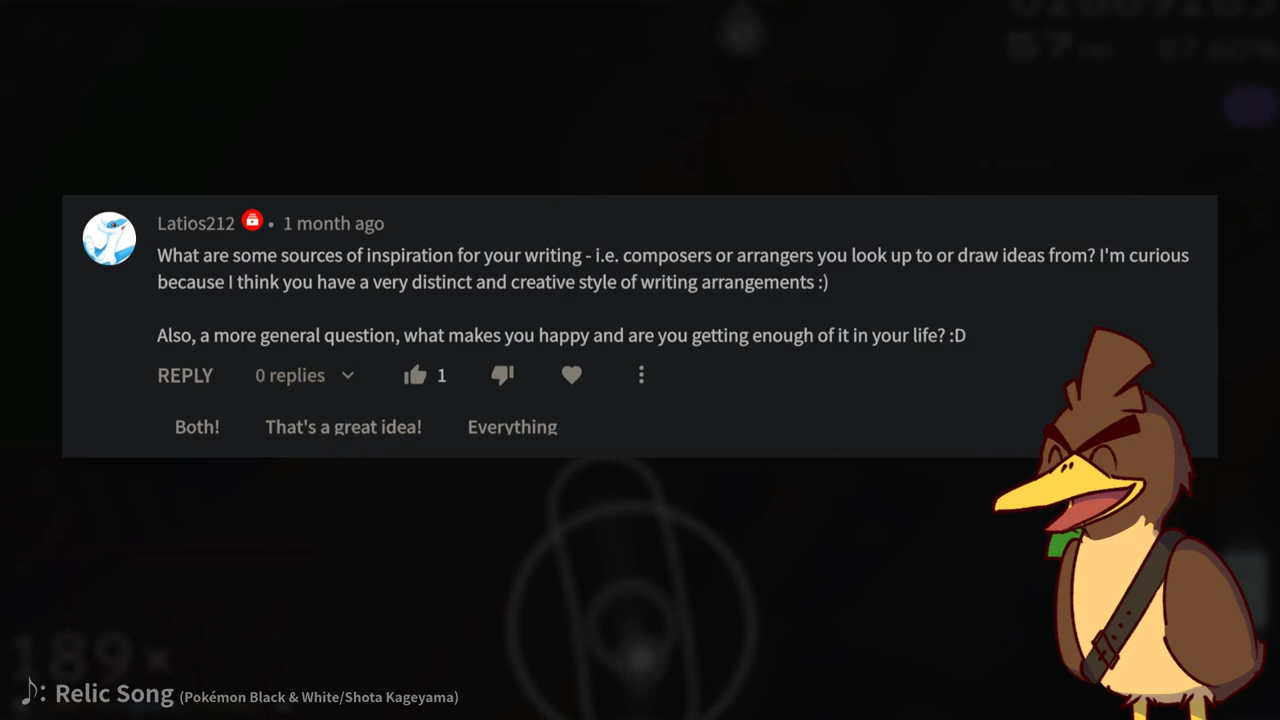 Latios212 • 1 month ago
What are some sources of inspiration for your writing - i.e. composers or arrangers you look up to or draw ideas from? I'm curious
because I think you have a very distinct and creative style of writing arrangements :)
Also, a more general question, what makes you happy and are you getting enough of it in your life? :D
REPLY 0 replies 1
Both! That's a great idea! Everything
189×
♪: Relic Song (Pokémon Black & White/Shota Kageyama)